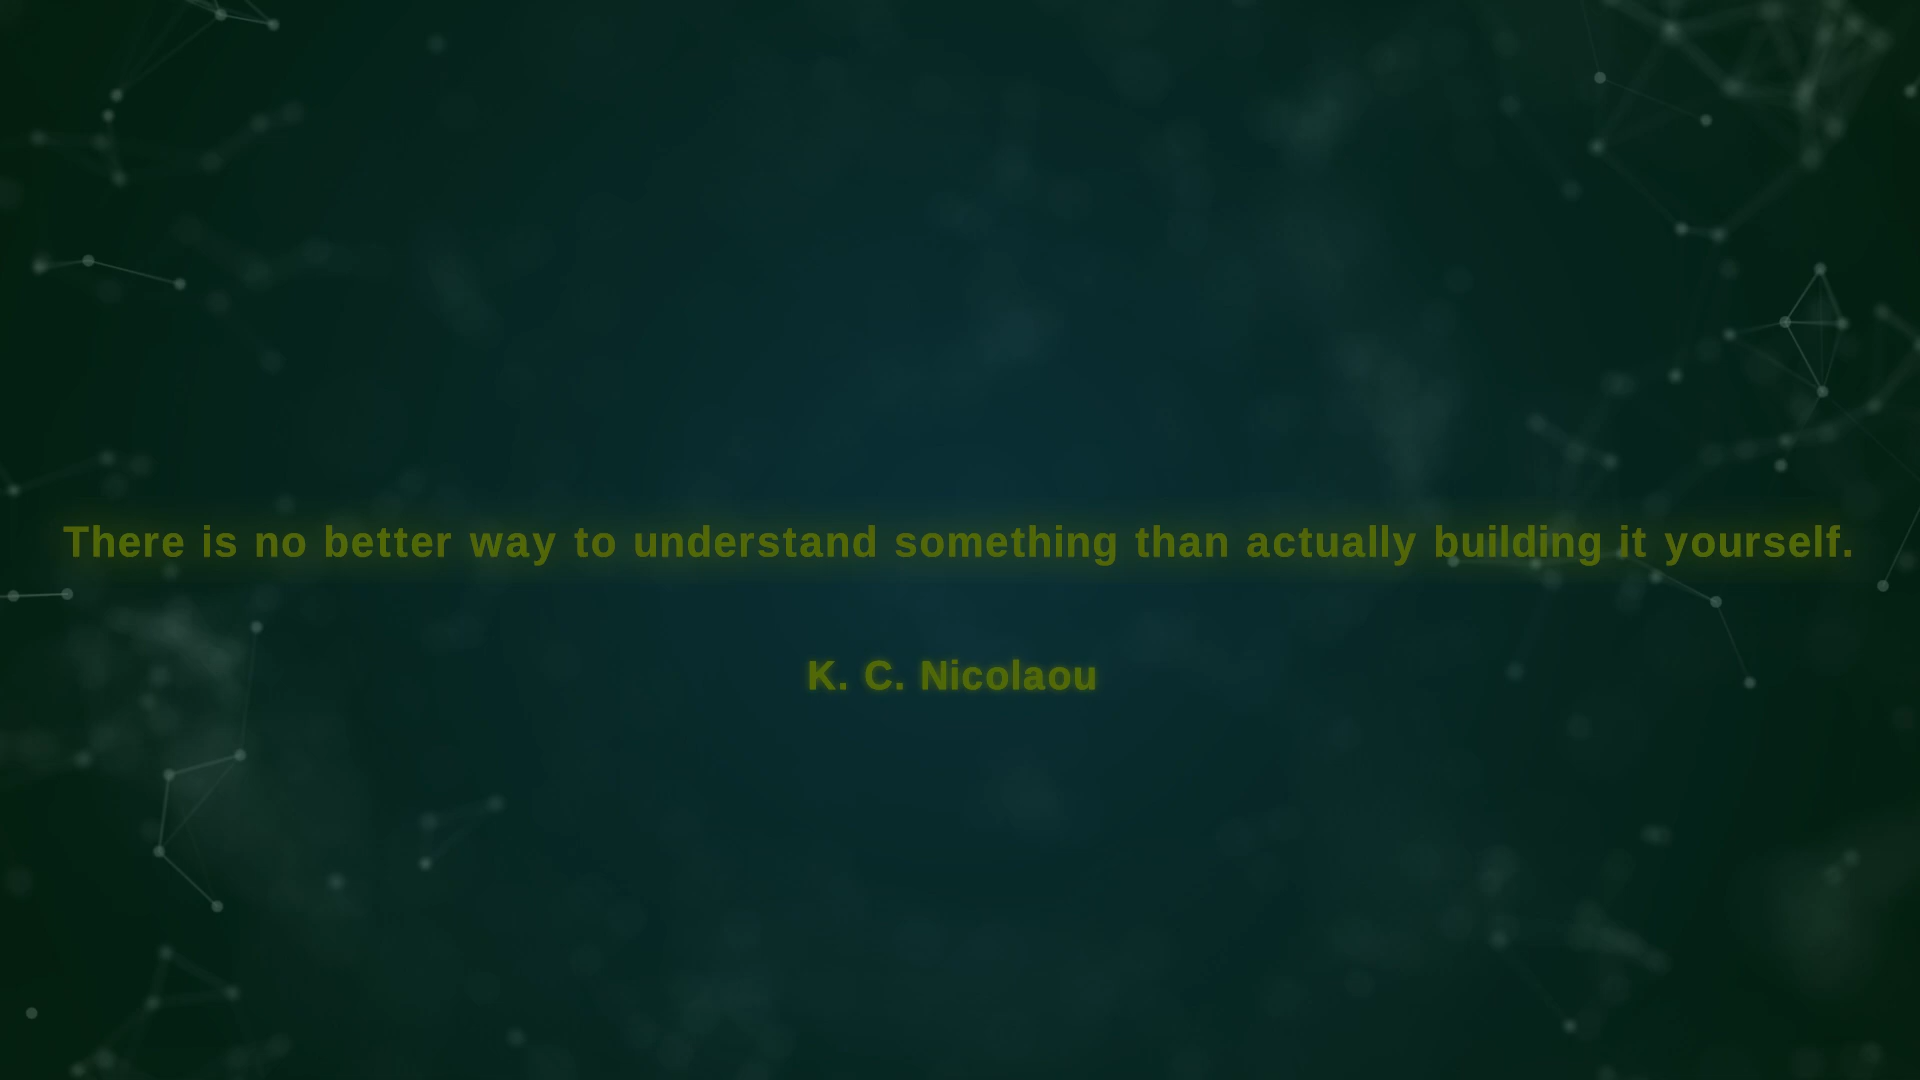 There is no better way to understand something than actually building it yourself.
K. C. Nicolaou